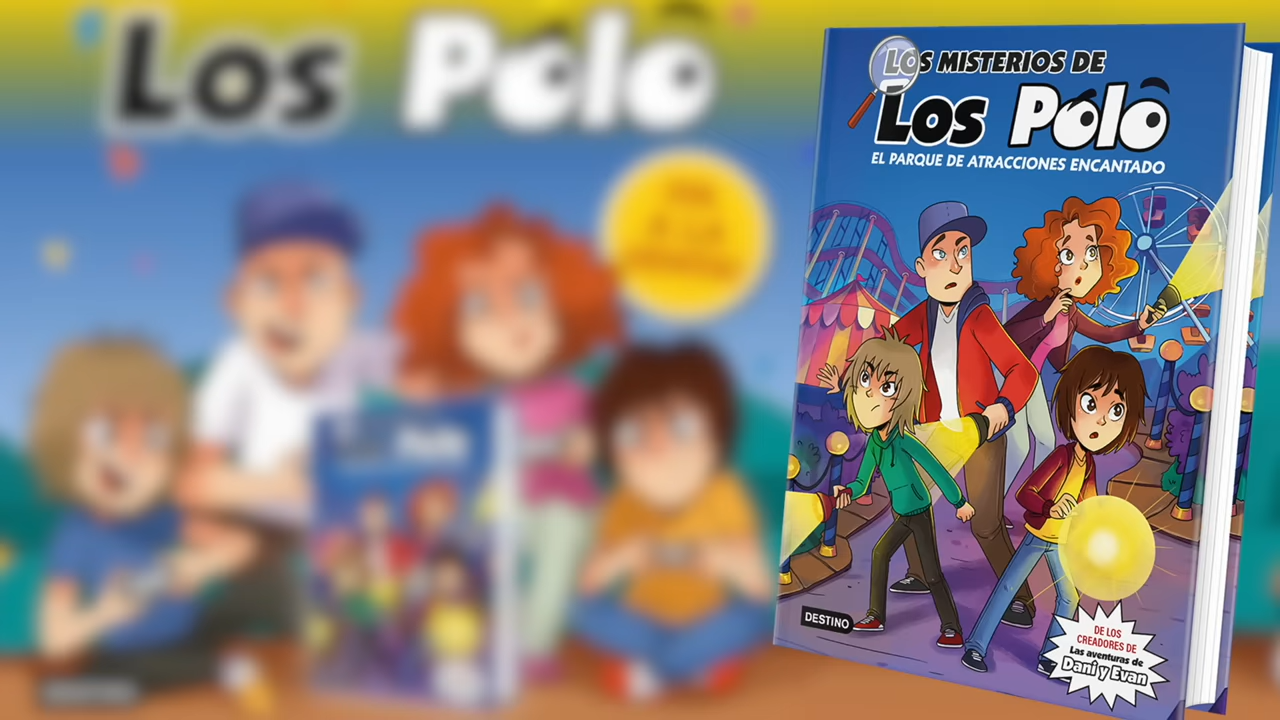 Los Polo
LOS MISTERIOS DE
Los Polo
EL PARQUE DE ATRACCIONES ENCANTADO
DESTINO
DE LOS
CREADORES DE
Las aventuras de
Dani y Evan